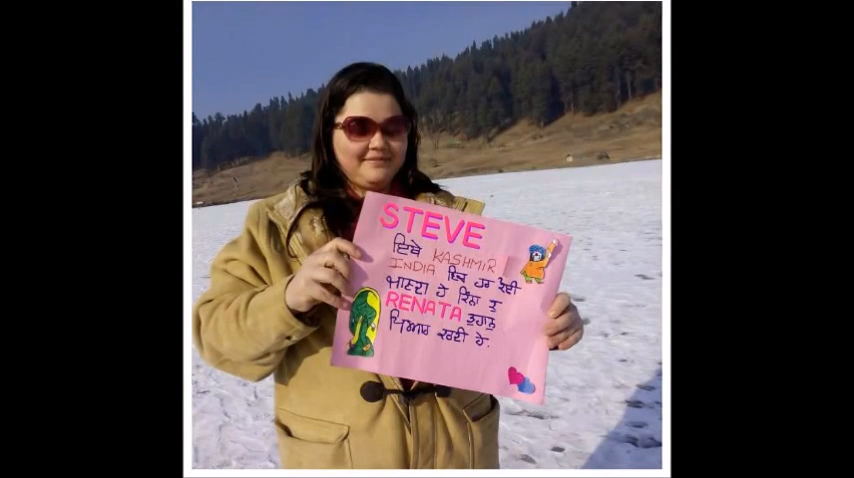 STEVE
ਇਥੇ KASHMIR
INDIA ਵਿਚ ਹਰ ਕੋਈ
ਜਾਣਦਾ ਹੇ ਕਿੰਨਾ ਤੁ
RENATA ਤੁਹਾਨੂ
ਪਿਆਰ ਕਰਦੀ ਹੇ.